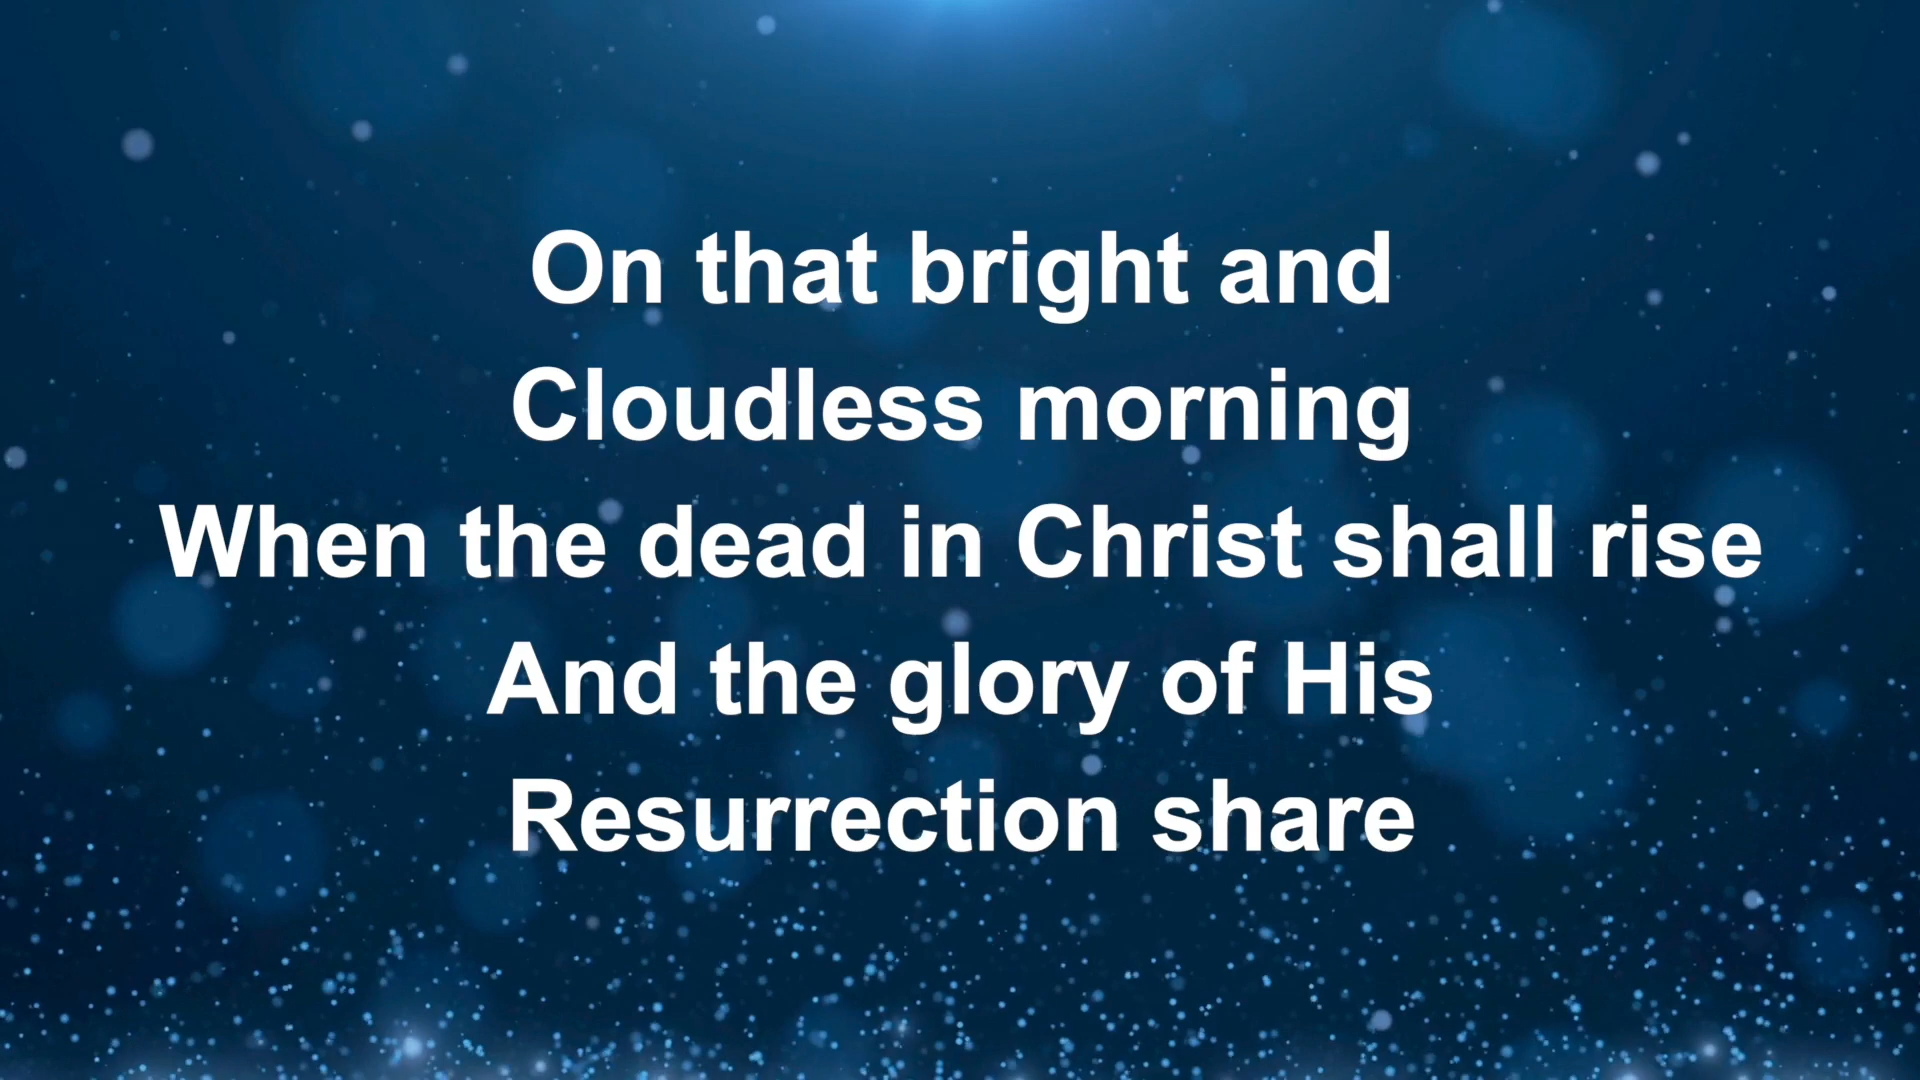 On that bright and
Cloudless morning
When the dead in Christ shall rise
And the glory of His
Resurrection share